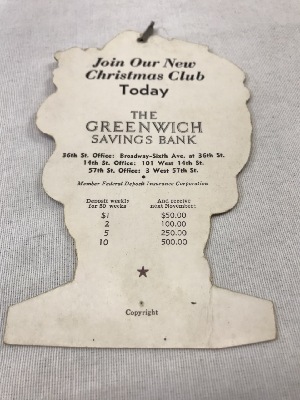 Join Our New
Christmas Club
Today
THE
GREENWICH
SAVINGS BANK
36th St. Office: Broadway-Sixth Ave. at 36th St.
14th St. Office: 101 West 14th St.
57th St. Office: 3 West 57th St.
Member Federal Deposit Insurance Corporation
Deposit weekly for 50 weeks And receive next November:
$1 $50.00
2 100.00
5 250.00
10 500.00
Copyright